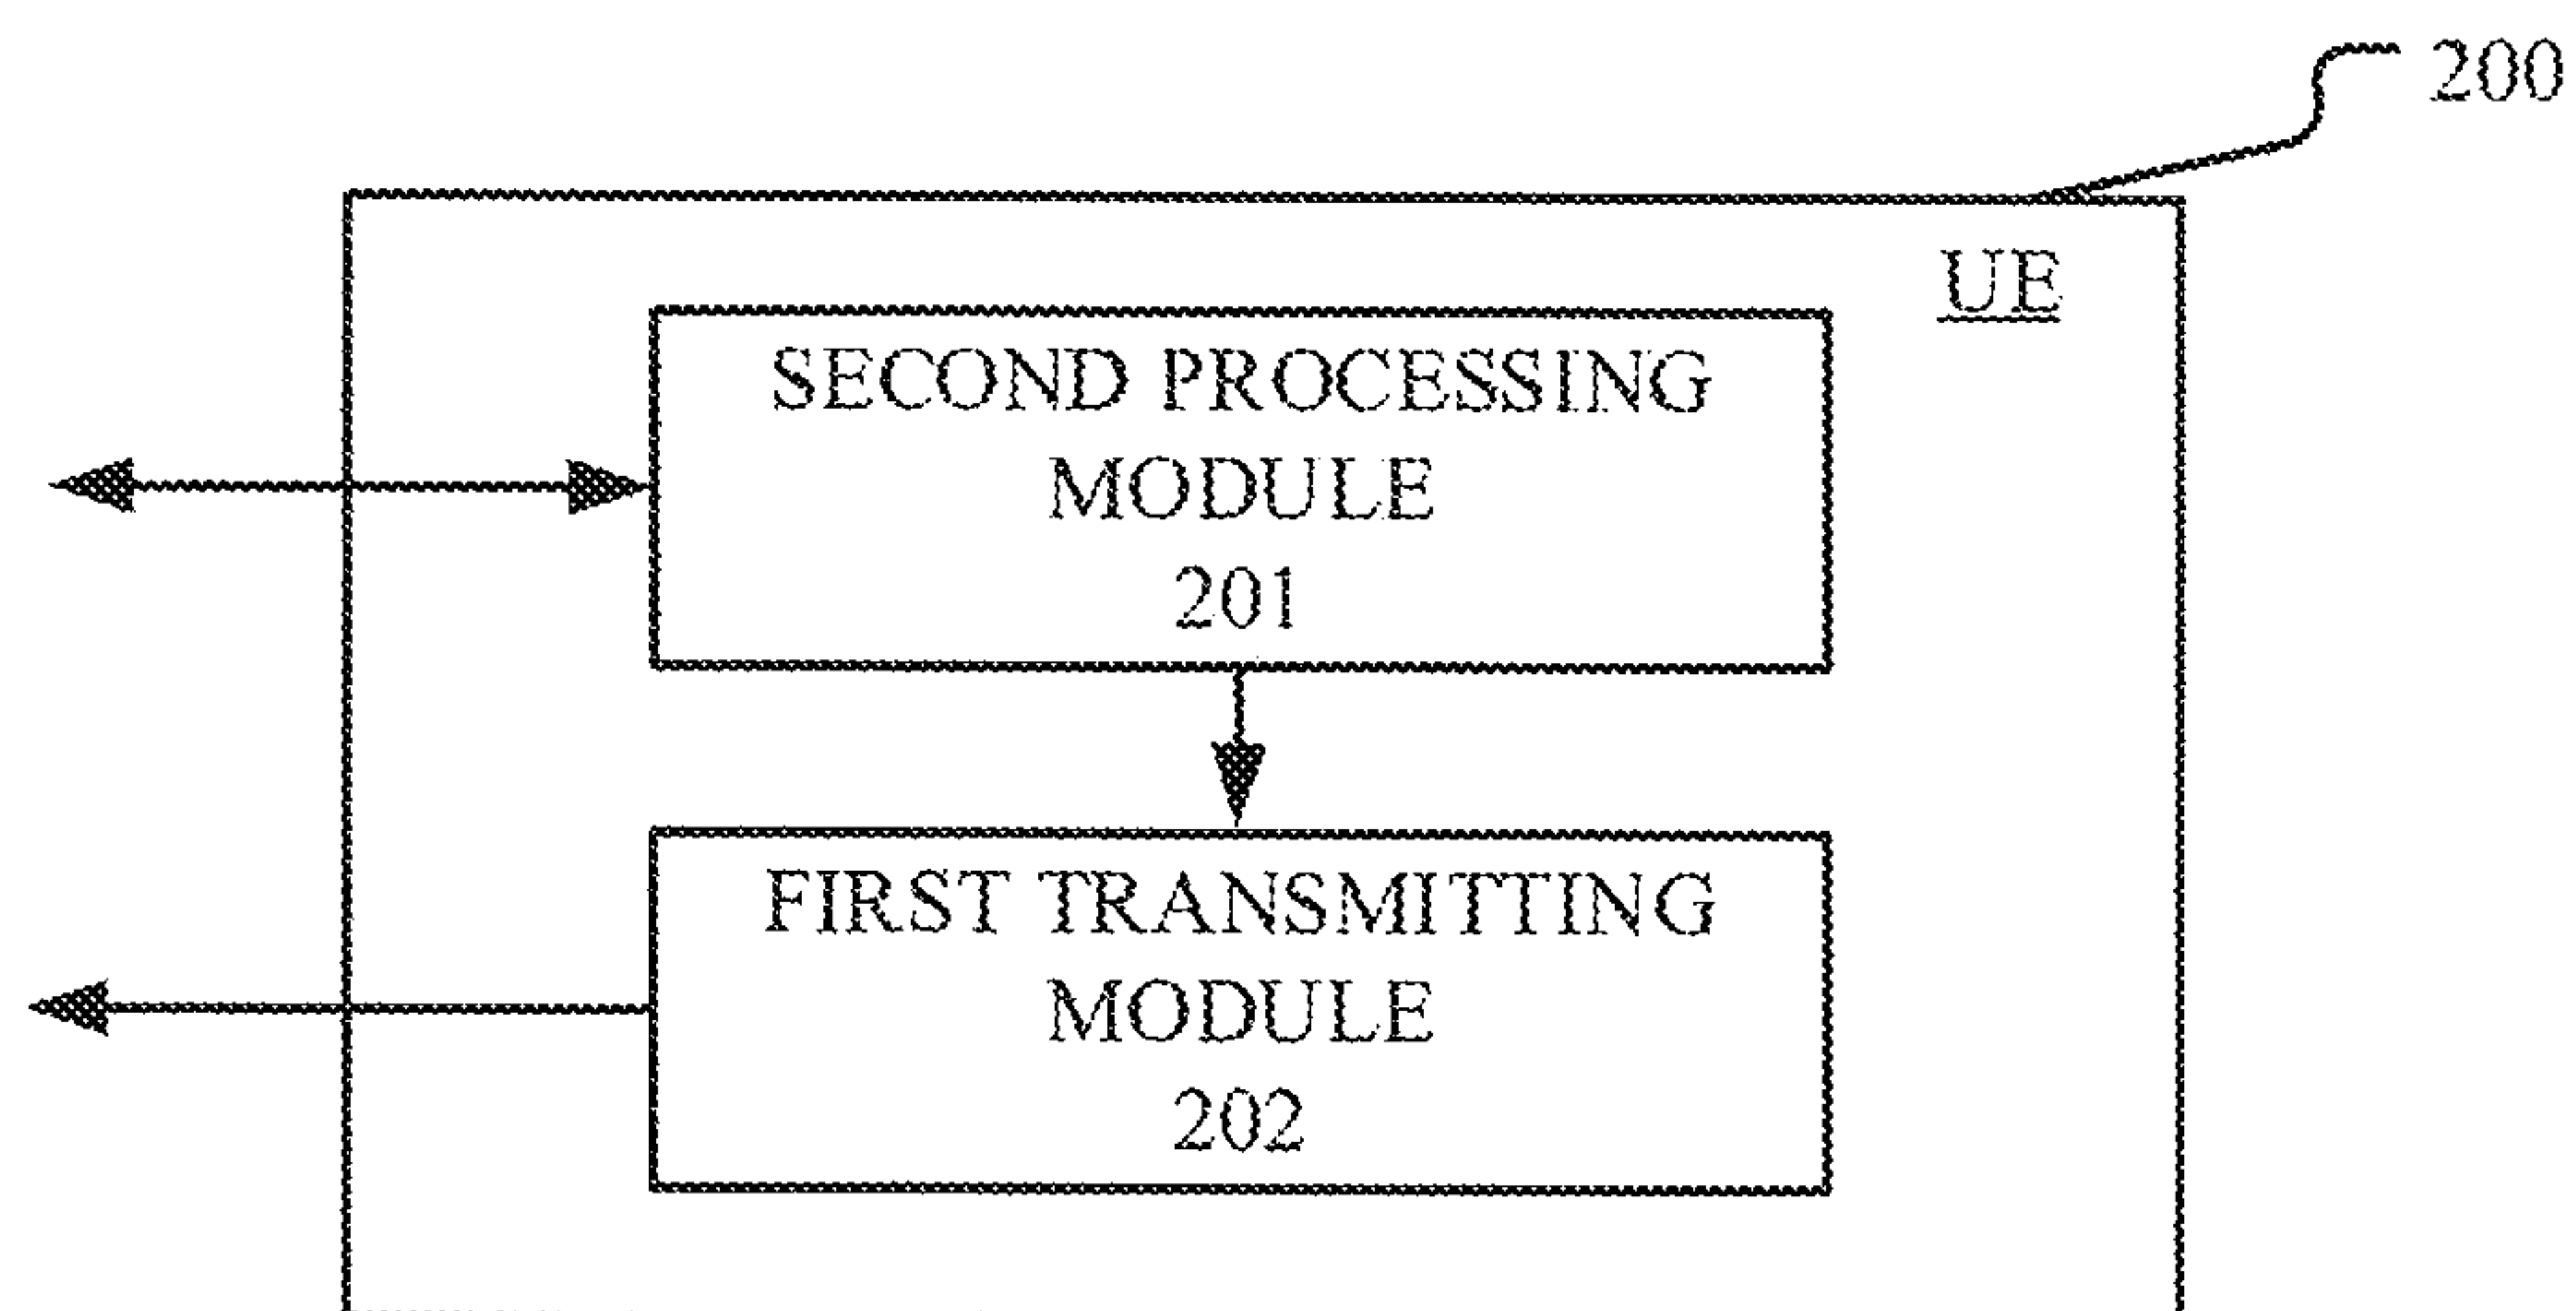 200
UE
SECOND PROCESSING
MODULE
201
FIRST TRANSMITTING
MODULE
202